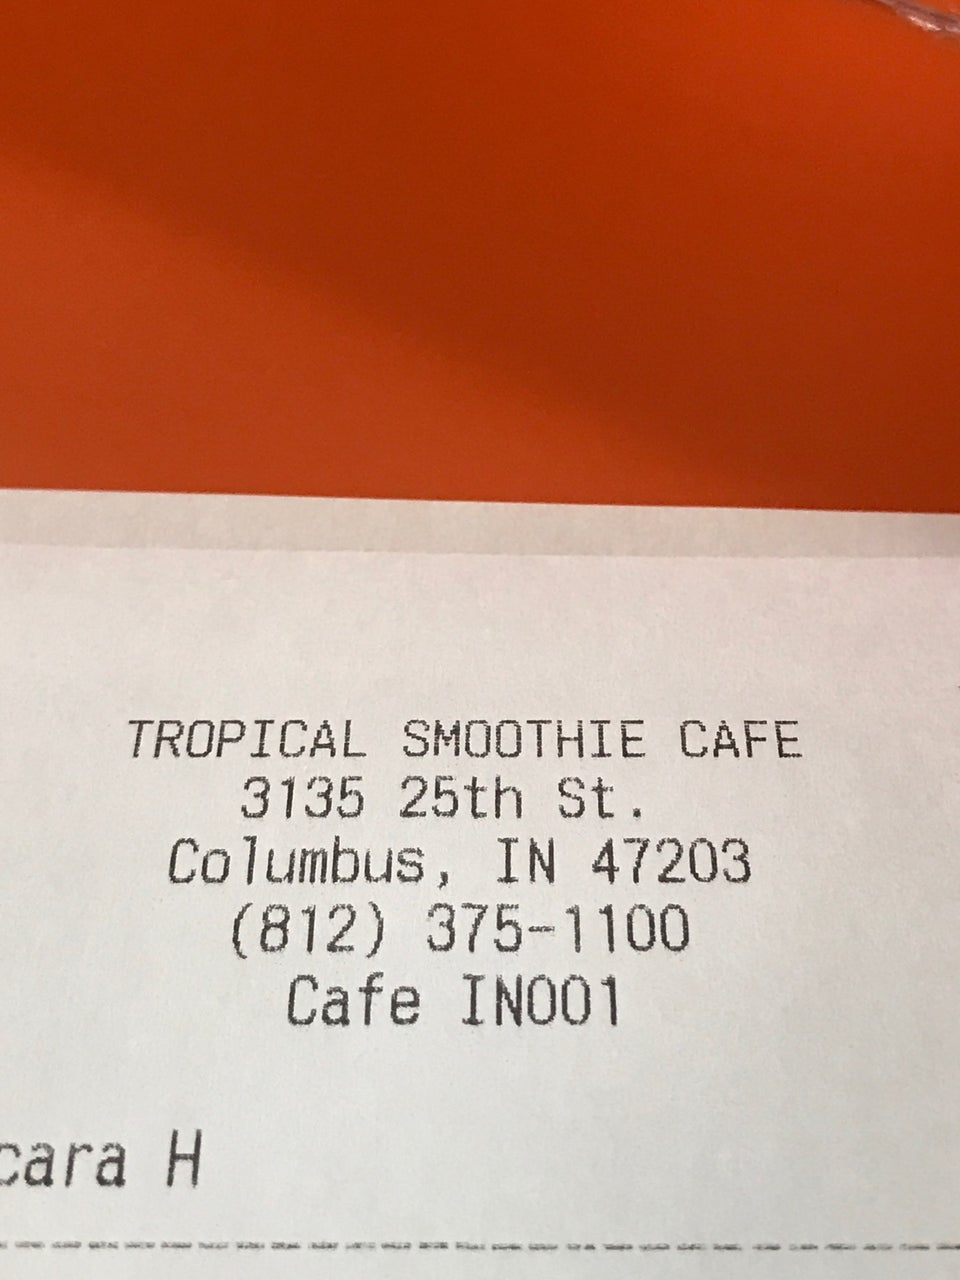 TROPICAL SMOOTHIE CAFE
3135 25th St.
Columbus, IN 47203
(812) 375-1100
Cafe IN001
cara H